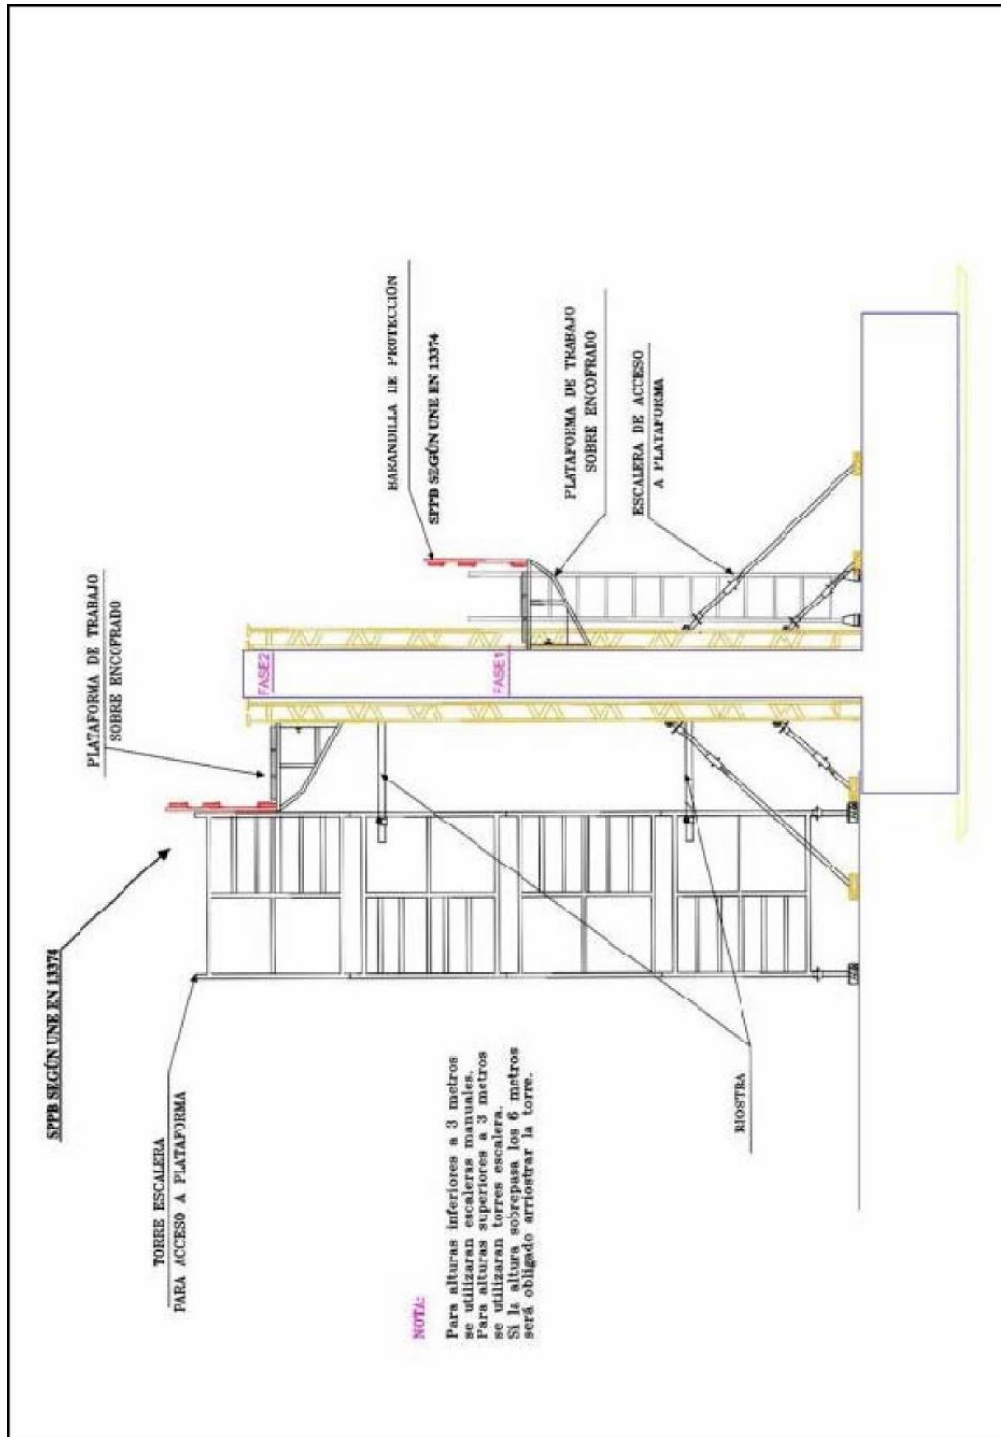 SPPB SEGÚN UNE EN 13374
TORRE ESCALERA
PARA ACCESO A PLATAFORMA
PLATAFORMA DE TRABAJO
SOBRE ENCOFRADO
FASE2
FASE1
BARANDILLA DE PROTECCIÓN
SPPB SEGÚN UNE EN 13374
PLATAFORMA DE TRABAJO
SOBRE ENCOFRADO
ESCALERA DE ACCESO
A PLATAFORMA
NOTA:
Para alturas inferiores a 3 metros
se utilizaran escaleras manuales.
Para alturas superiores a 3 metros
se utilizaran torres escalera.
Si la altura sobrepasa los 6 metros
será obligado arriostrar la torre.
RIOSTRA